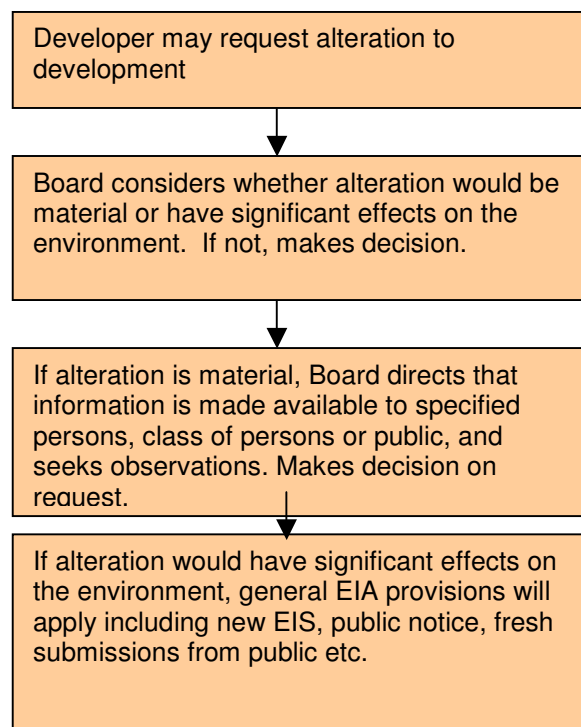 Developer may request alteration to
development
Board considers whether alteration would be
material or have significant effects on the
environment.  If not, makes decision.
If alteration is material, Board directs that
information is made available to specified
persons, class of persons or public, and
seeks observations. Makes decision on
request.
If alteration would have significant effects on
the environment, general EIA provisions will
apply including new EIS, public notice, fresh
submissions from public etc.